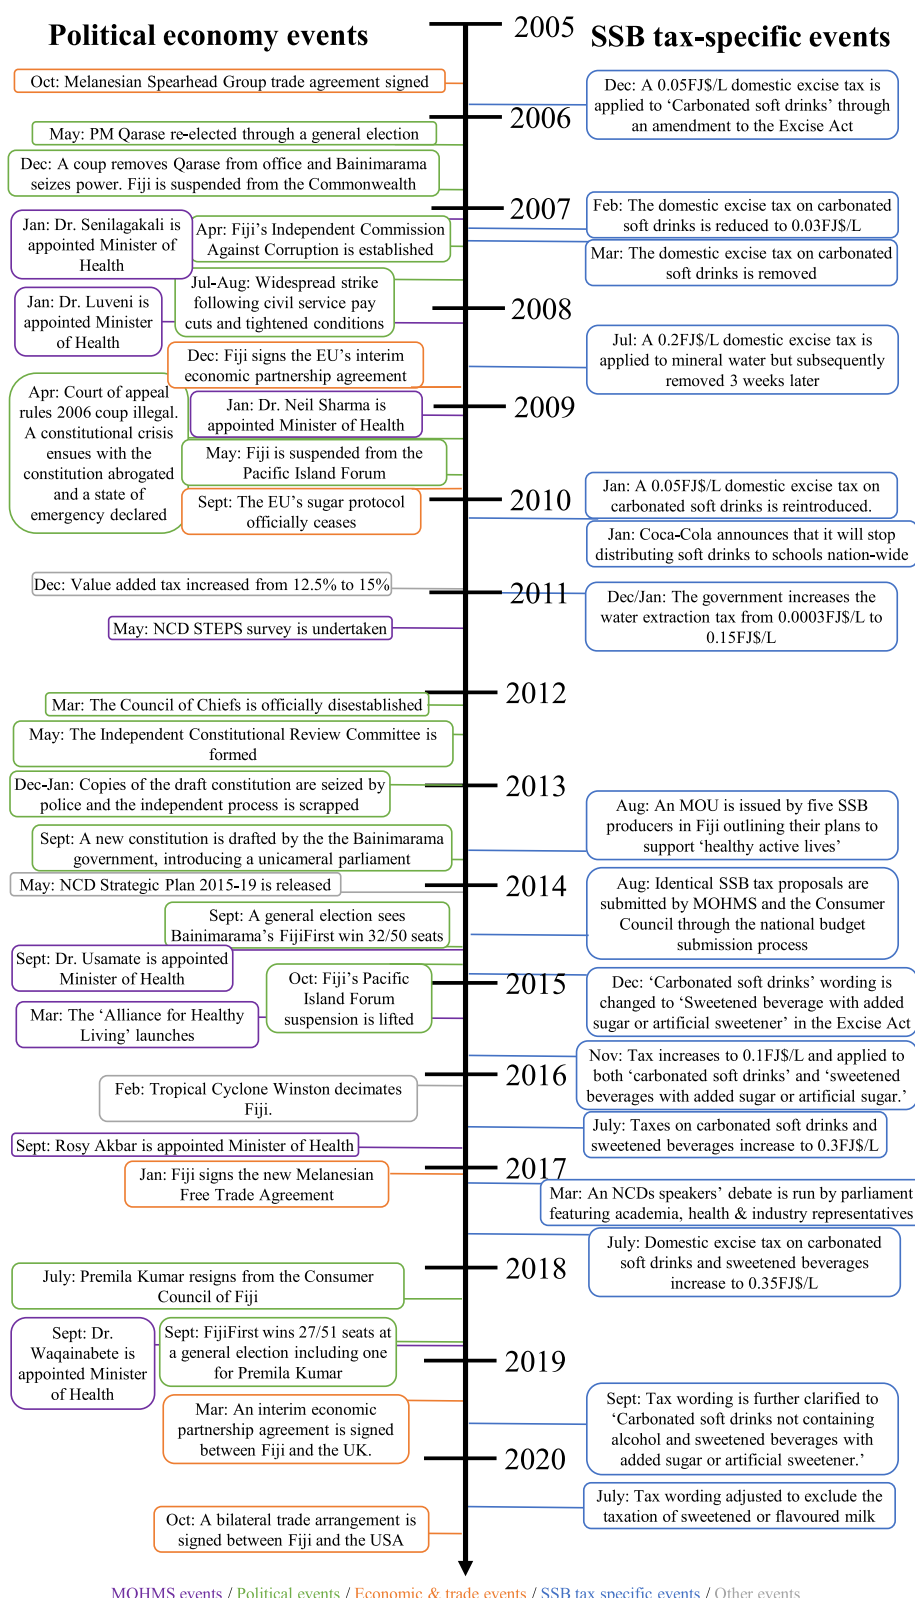 Political economy events
2005
SSB tax-specific events
Oct: Melanesian Spearhead Group trade agreement signed
Dec: A 0.05FJ$/L domestic excise tax is
applied to ‘Carbonated soft drinks’ through
an amendment to the Excise Act
2006
May: PM Qarase re-elected through a general election
Dec: A coup removes Qarase from office and Bainimarama
seizes power. Fiji is suspended from the Commonwealth
2007
Feb: The domestic excise tax on carbonated
soft drinks is reduced to 0.03FJ$/L
Jan: Dr. Senilagakali is
appointed Minister of
Health
Apr: Fiji’s Independent Commission
Against Corruption is established
Mar: The domestic excise tax on carbonated
soft drinks is removed
Jul-Aug: Widespread strike
following civil service pay
cuts and tightened conditions
Jan: Dr. Luveni is
appointed Minister
of Health
2008
Jul: A 0.2FJ$/L domestic excise tax is
applied to mineral water but subsequently
removed 3 weeks later
Dec: Fiji signs the EU’s interim
economic partnership agreement
Apr: Court of appeal
rules 2006 coup illegal.
A constitutional crisis
ensues with the
constitution abrogated
and a state of
emergency declared
Jan: Dr. Neil Sharma is
appointed Minister of Health
2009
May: Fiji is suspended from the
Pacific Island Forum
Sept: The EU’s sugar protocol
officially ceases
2010
Jan: A 0.05FJ$/L domestic excise tax on
carbonated soft drinks is reintroduced.
Jan: Coca-Cola announces that it will stop
distributing soft drinks to schools nation-wide
Dec: Value added tax increased from 12.5% to 15%
2011
Dec/Jan: The government increases the
water extraction tax from 0.0003FJ$/L to
0.15FJ$/L
May: NCD STEPS survey is undertaken
2012
Mar: The Council of Chiefs is officially disestablished
May: The Independent Constitutional Review Committee is
formed
2013
Dec-Jan: Copies of the draft constitution are seized by
police and the independent process is scrapped
Aug: An MOU is issued by five SSB
producers in Fiji outlining their plans to
support ‘healthy active lives’
Sept: A new constitution is drafted by the the Bainimarama
government, introducing a unicameral parliament
May: NCD Strategic Plan 2015-19 is released
2014
Aug: Identical SSB tax proposals are
submitted by MOHMS and the Consumer
Council through the national budget
submission process
Sept: A general election sees
Bainimarama’s FijiFirst win 32/50 seats
Sept: Dr. Usamate is appointed
Minister of Health
Oct: Fiji’s Pacific
Island Forum
suspension is lifted
2015
Dec: ‘Carbonated soft drinks’ wording is
changed to ‘Sweetened beverage with added
sugar or artificial sweetener’ in the Excise Act
Mar: The ‘Alliance for Healthy
Living’ launches
Nov: Tax increases to 0.1FJ$/L and applied to
both ‘carbonated soft drinks’ and ‘sweetened
beverages with added sugar or artificial sugar.’
2016
Feb: Tropical Cyclone Winston decimates
Fiji.
July: Taxes on carbonated soft drinks and
sweetened beverages increase to 0.3FJ$/L
Sept: Rosy Akbar is appointed Minister of Health
2017
Jan: Fiji signs the new Melanesian
Free Trade Agreement
Mar: An NCDs speakers’ debate is run by parliament
featuring academia, health & industry representatives
July: Domestic excise tax on carbonated
soft drinks and sweetened beverages
increase to 0.35FJ$/L
2018
July: Premila Kumar resigns from the Consumer
Council of Fiji
Sept: Dr.
Waqainabete is
appointed Minister
of Health
Sept: FijiFirst wins 27/51 seats at
a general election including one
for Premila Kumar
2019
Mar: An interim economic
partnership agreement is signed
between Fiji and the UK.
Sept: Tax wording is further clarified to
‘Carbonated soft drinks not containing
alcohol and sweetened beverages with
added sugar or artificial sweetener.’
2020
July: Tax wording adjusted to exclude the
taxation of sweetened or flavoured milk
Oct: A bilateral trade arrangement is
signed between Fiji and the USA
MOHMS events / Political events / Economic & trade events / SSB tax specific events / Other events